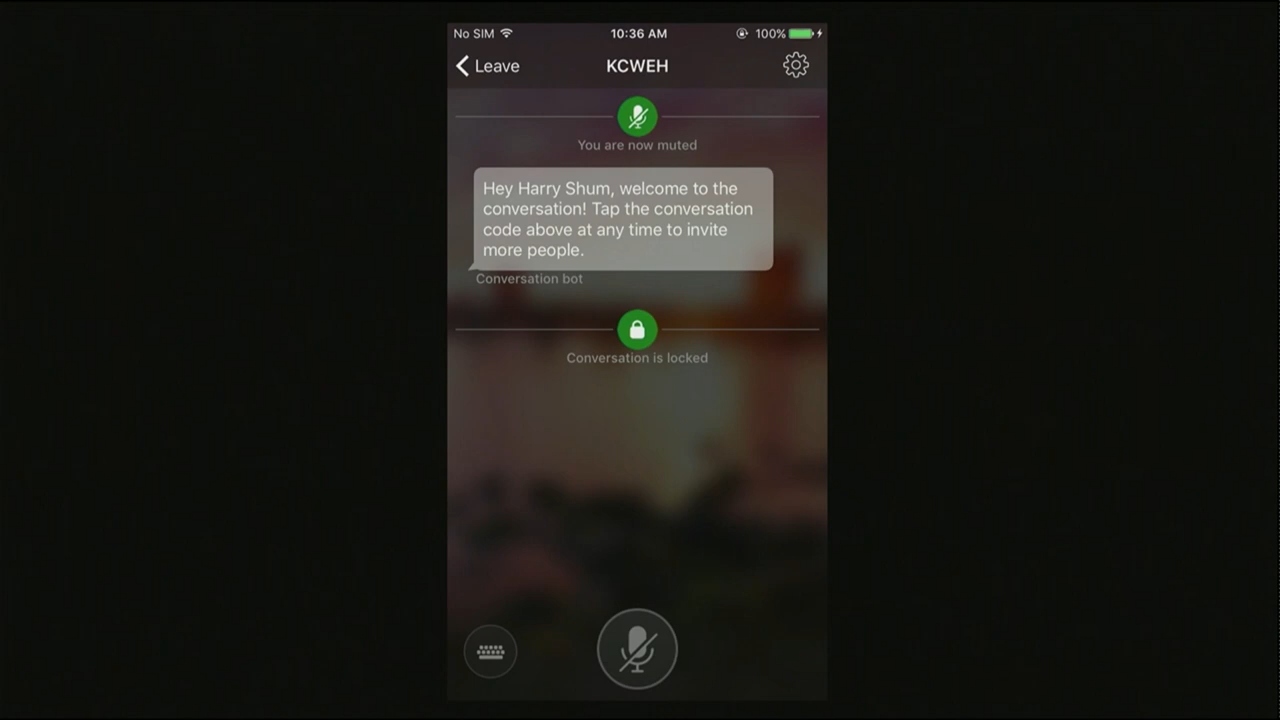 No SIM
10:36 AM
100%
Leave
KCWEH
You are now muted
Hey Harry Shum, welcome to the
conversation! Tap the conversation
code above at any time to invite
more people.
Conversation bot
Conversation is locked